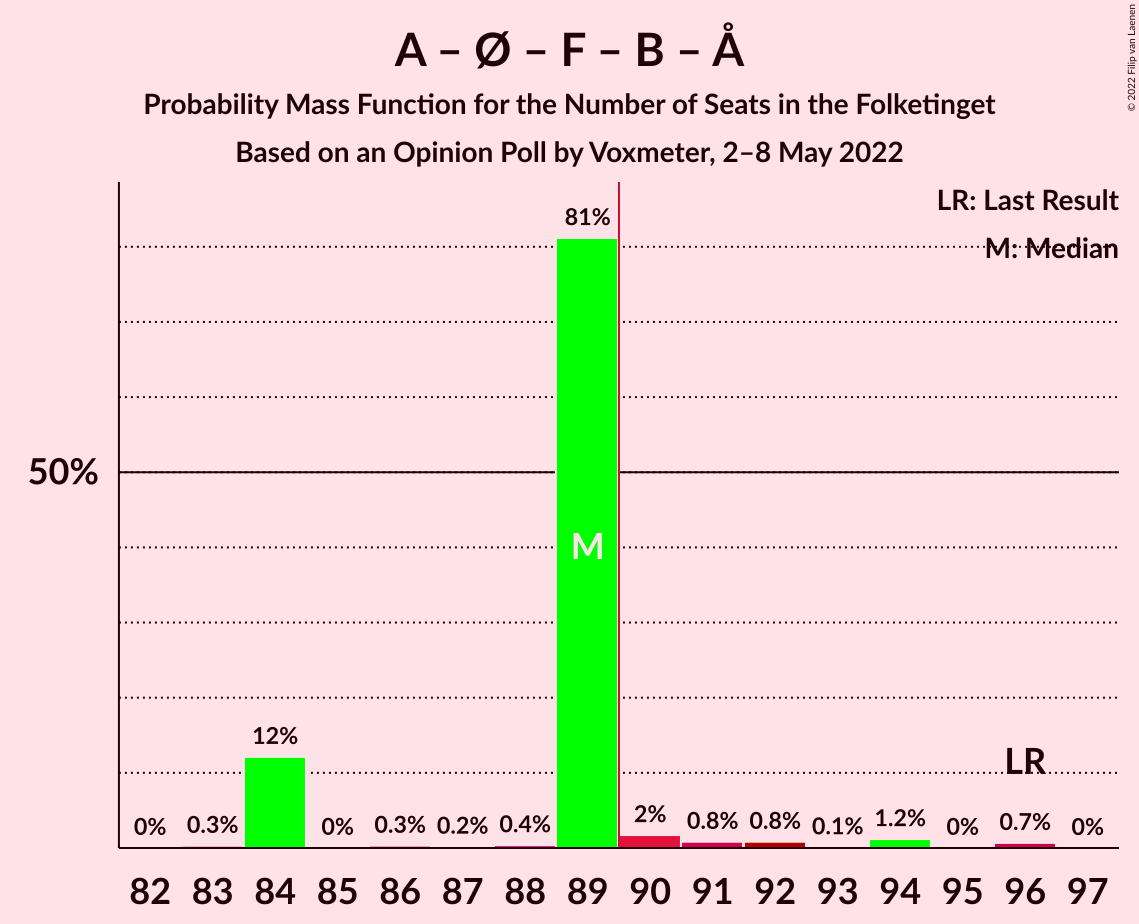 A – Ø – F – B – Å
Probability Mass Function for the Number of Seats in the Folketinget
Based on an Opinion Poll by Voxmeter, 2–8 May 2022
© 2022 Filip van Laenen
LR: Last Result
M: Median
50%
0% 0.3% 12% 0% 0.3% 0.2% 0.4% 81% 2% 0.8% 0.8% 0.1% 1.2% 0% 0.7% 0%
M
LR
82 83 84 85 86 87 88 89 90 91 92 93 94 95 96 97